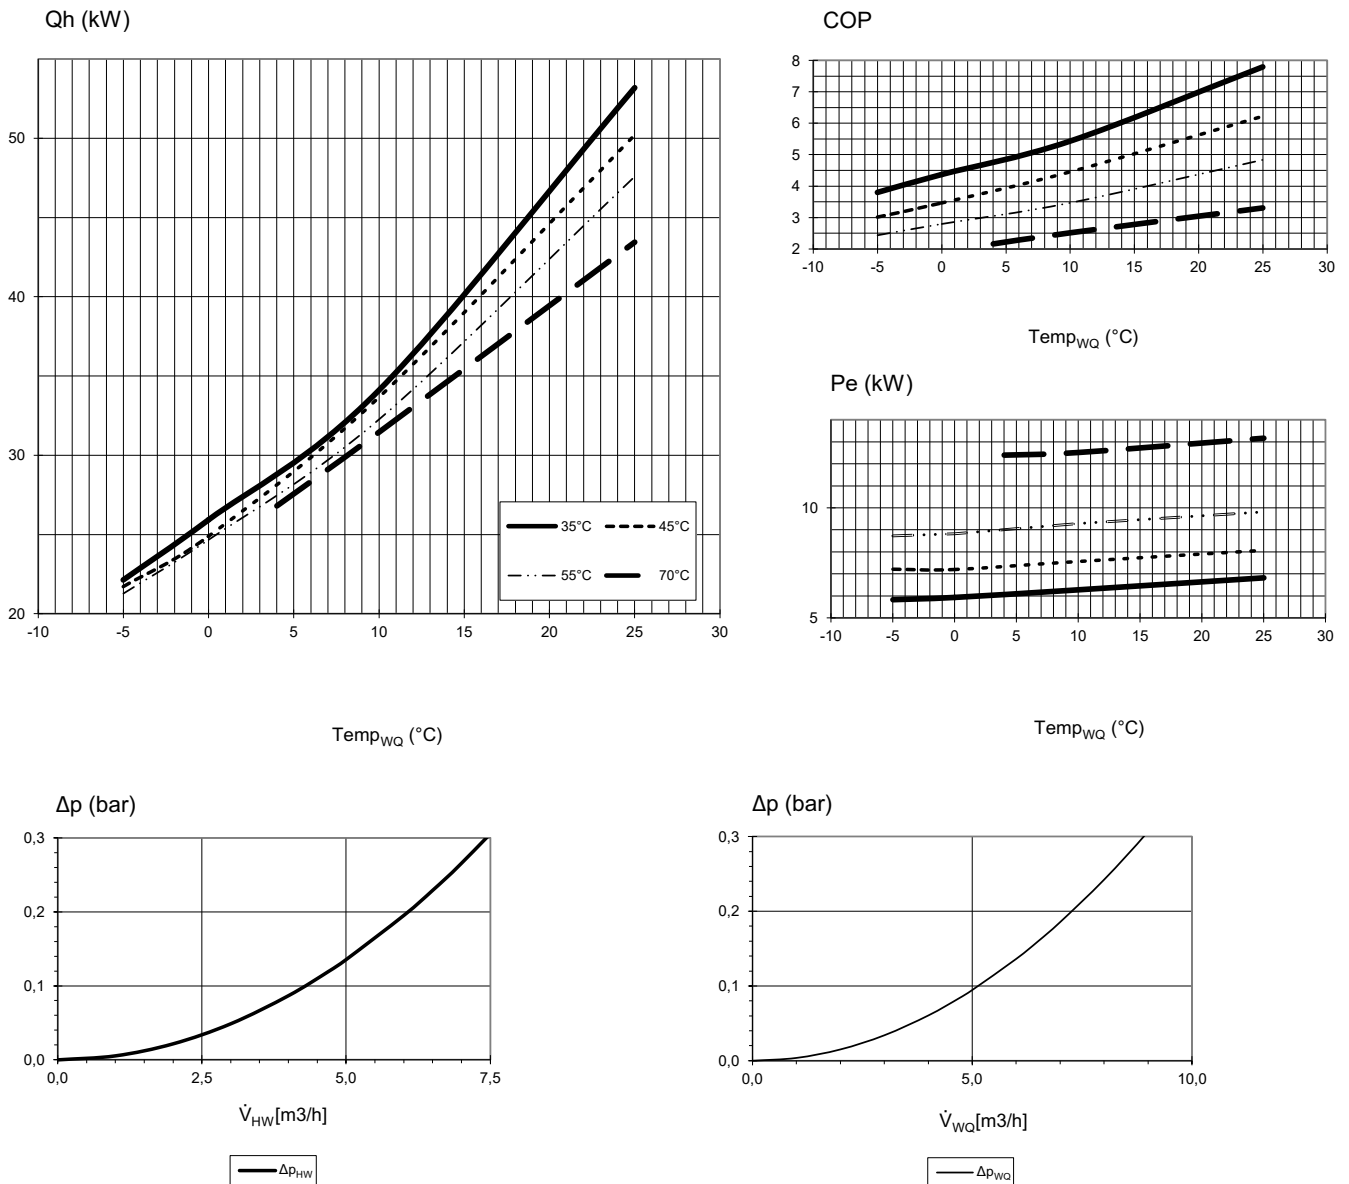 Qh (kW)
50
40
30
20
-10 -5 0 5 10 15 20 25 30
35°C 45°C
55°C 70°C
Temp_WQ (°C)
COP
8
7
6
5
4
3
2
-10 -5 0 5 10 15 20 25 30
Temp_WQ (°C)
Pe (kW)
10
5
-10 -5 0 5 10 15 20 25 30
Temp_WQ (°C)
Δp (bar)
0,3
0,2
0,1
0,0
0,0 2,5 5,0 7,5
V̇_HW[m3/h]
Δp_HW
Δp (bar)
0,3
0,2
0,1
0,0
0,0 5,0 10,0
V̇_WQ[m3/h]
Δp_WQ